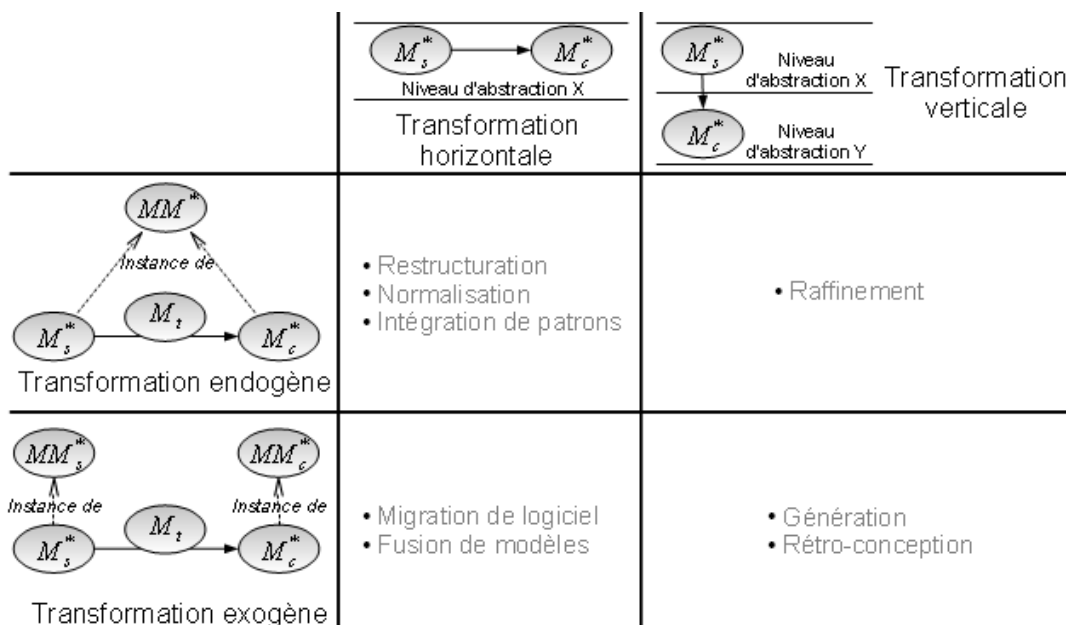 M*s
M*c
Niveau d'abstraction X
Transformation
horizontale
M*s
Niveau
d'abstraction X
M*c
Niveau
d'abstraction Y
Transformation
verticale
MM*
Instance de
M*s
Mt
M*c
Transformation endogène
• Restructuration
• Normalisation
• Intégration de patrons
• Raffinement
MM*s
MM*c
Instance de
Instance de
M*s
Mt
M*c
Transformation exogène
• Migration de logiciel
• Fusion de modèles
• Génération
• Rétro-conception